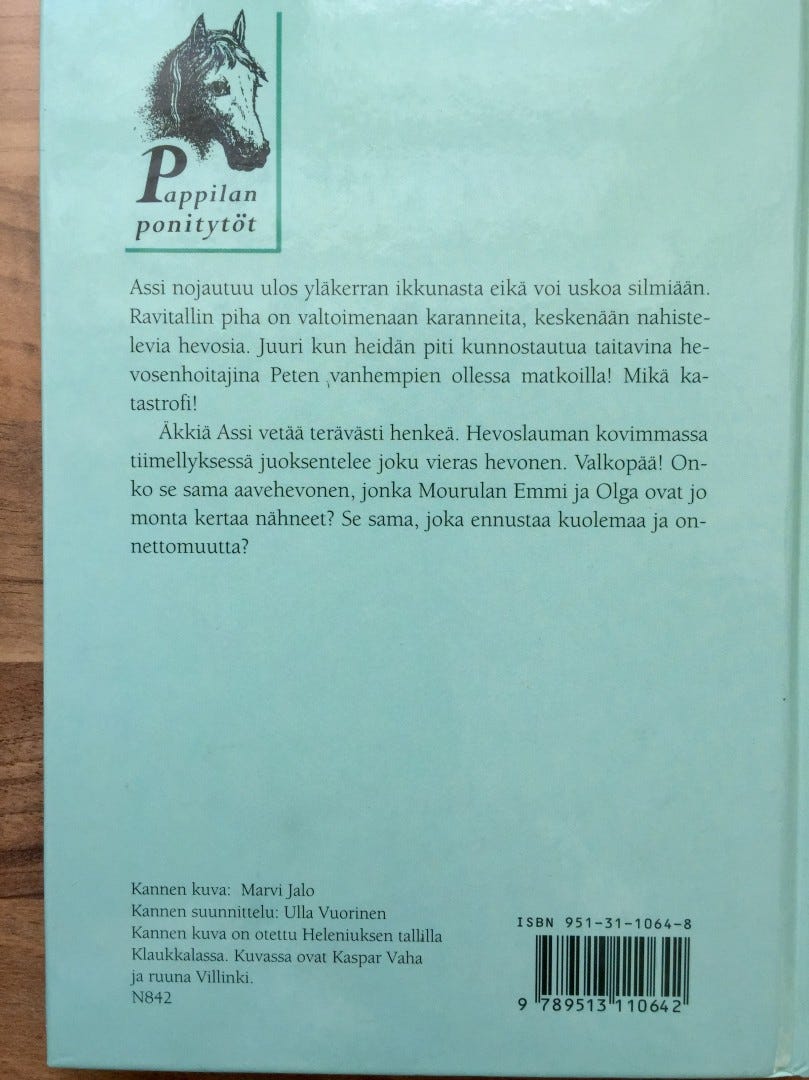 Pappilan
ponitytöt
Assi nojautuu ulos yläkerran ikkunasta eikä voi uskoa silmiään.
Ravitallin piha on valtoimenaan karanneita, keskenään nahiste-
levia hevosia. Juuri kun heidän piti kunnostautua taitavina he-
vosenhoitajina Peten vanhempien ollessa matkoilla! Mikä ka-
tastrofi!
Äkkiä Assi vetää terävästi henkeä. Hevoslauman kovimmassa
tiimellyksessä juoksentelee joku vieras hevonen. Valkopää! On-
ko se sama aavehevonen, jonka Mourulan Emmi ja Olga ovat jo
monta kertaa nähneet? Se sama, joka ennustaa kuolemaa ja on-
nettomuutta?
Kannen kuva: Marvi Jalo
Kannen suunnittelu: Ulla Vuorinen
Kannen kuva on otettu Heleniuksen tallilla
Klaukkalassa. Kuvassa ovat Kaspar Vaha
ja ruuna Villinki.
N842
ISBN 951-31-1064-8
9 789513 110642